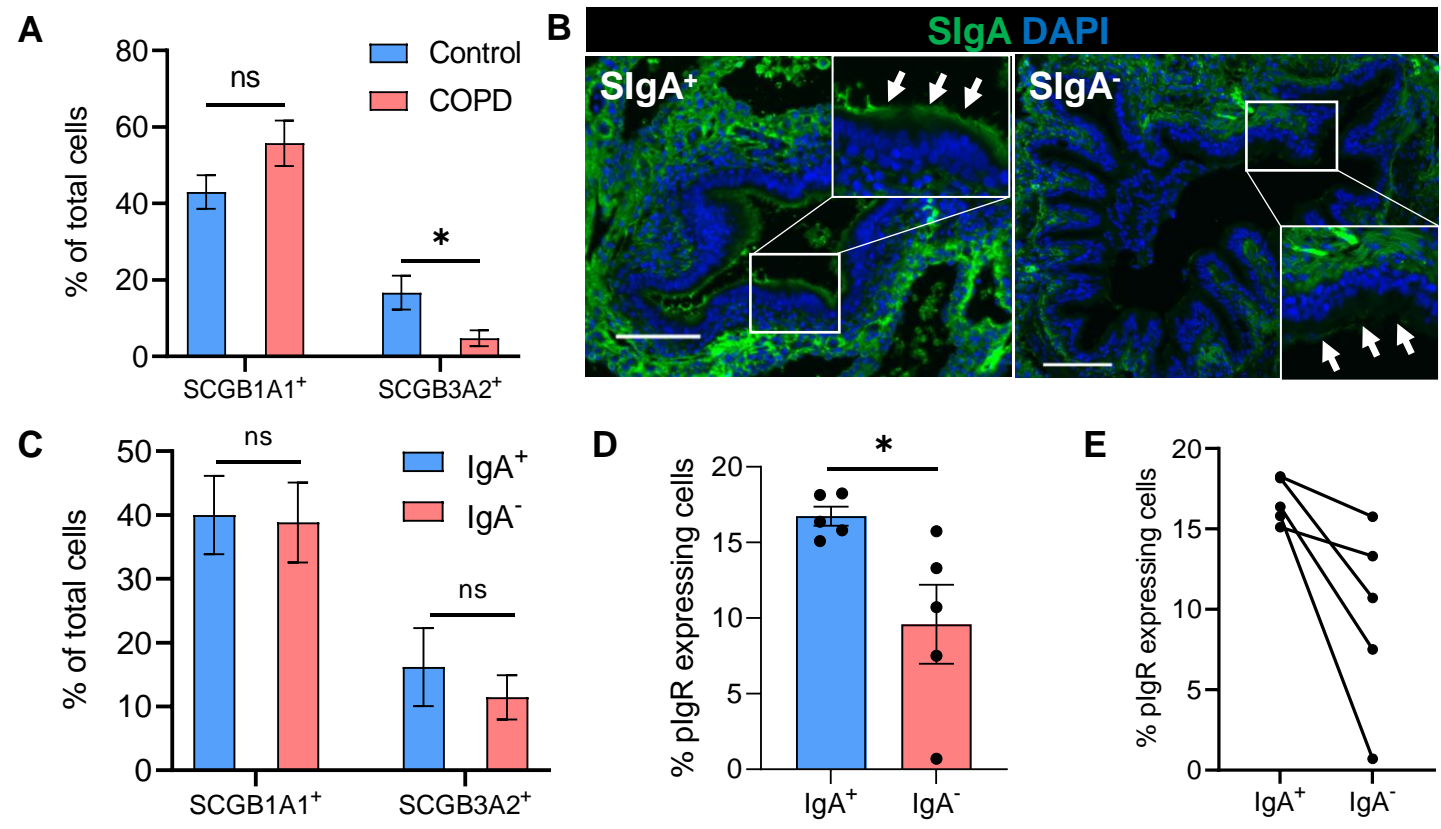 A
% of total cells
80
60
40
20
0
ns
*
Control
COPD
SCGB1A1⁺
SCGB3A2⁺
B
SIgA DAPI
SIgA⁺
SIgA⁻
C
% of total cells
50
40
30
20
10
0
ns
ns
IgA⁺
IgA⁻
SCGB1A1⁺
SCGB3A2⁺
D
% pIgR expressing cells
20
15
10
5
0
*
IgA⁺
IgA⁻
E
% pIgR expressing cells
20
15
10
5
0
IgA⁺
IgA⁻